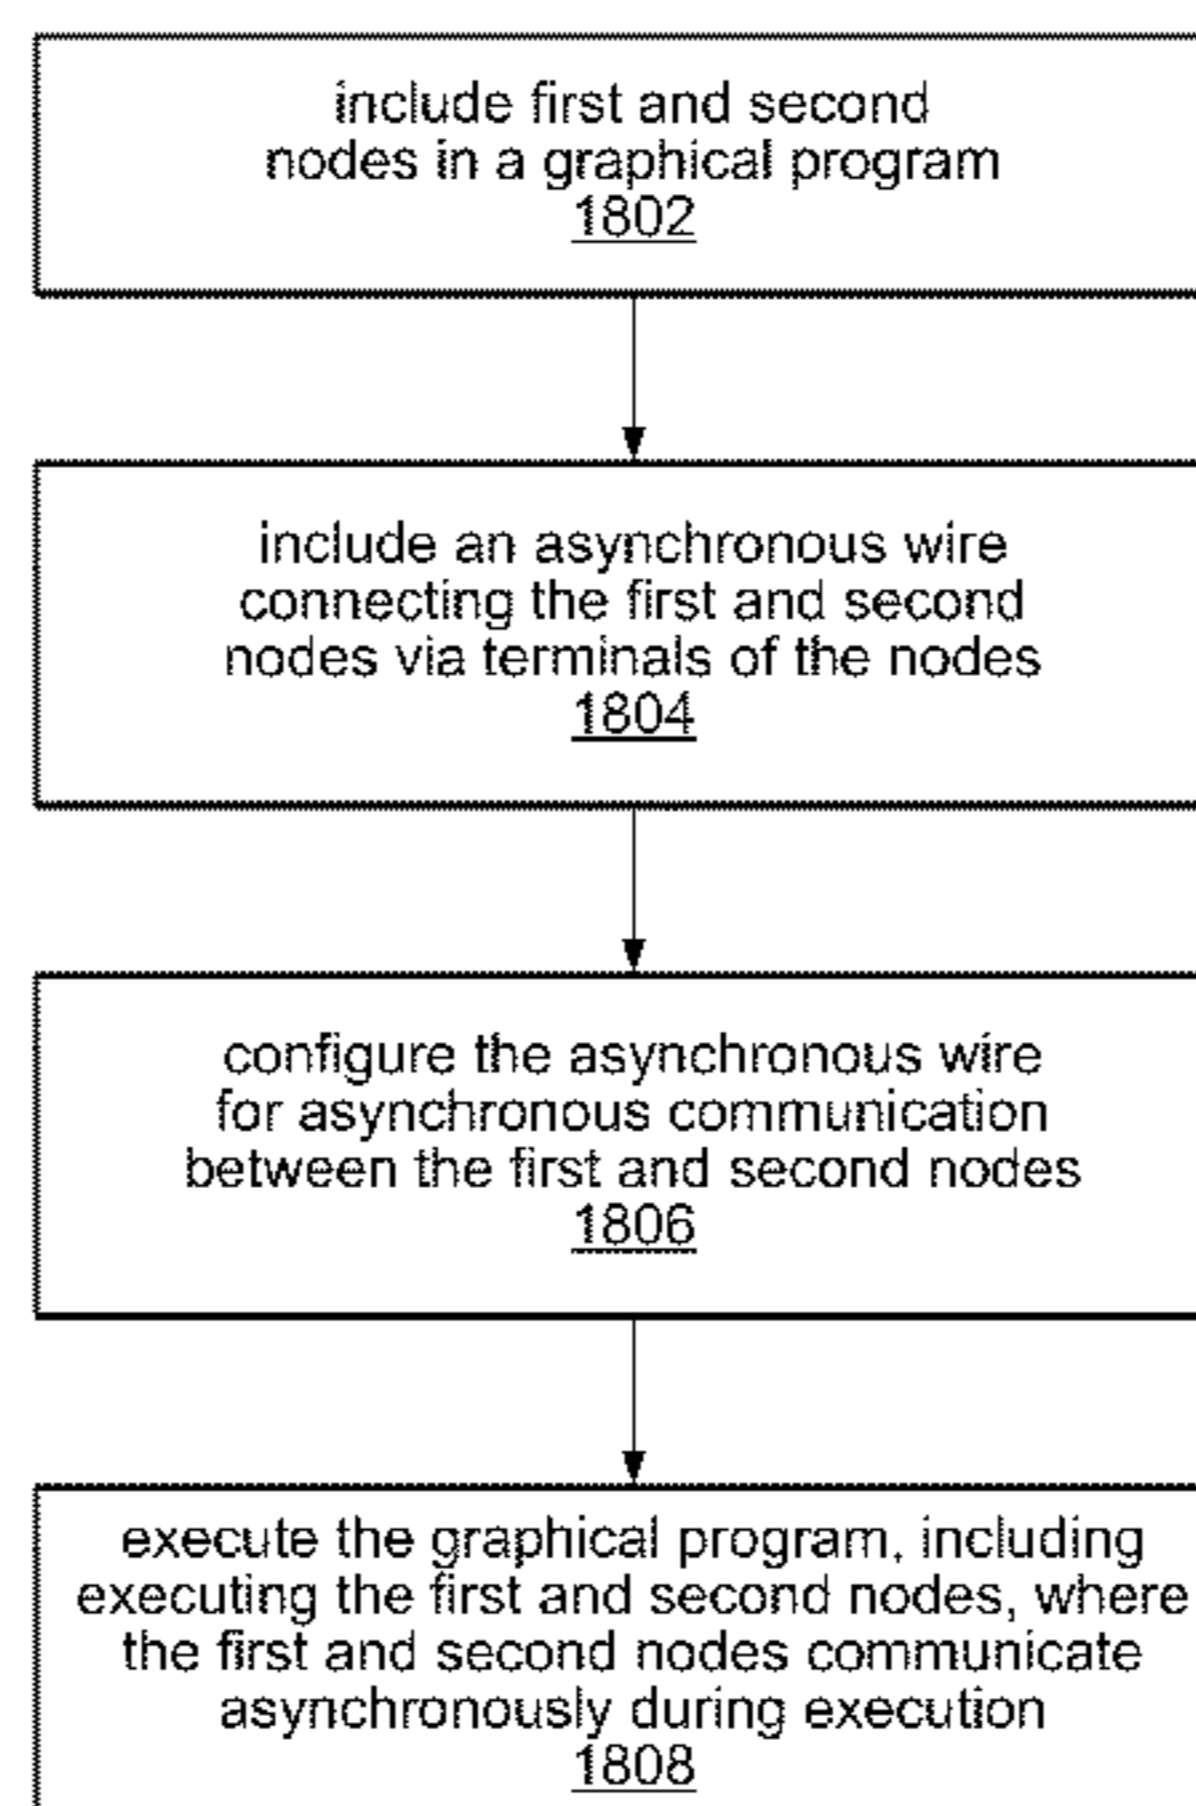 include first and second
nodes in a graphical program
1802
include an asynchronous wire
connecting the first and second
nodes via terminals of the nodes
1804
configure the asynchronous wire
for asynchronous communication
between the first and second nodes
1806
execute the graphical program, including
executing the first and second nodes, where
the first and second nodes communicate
asynchronously during execution
1808